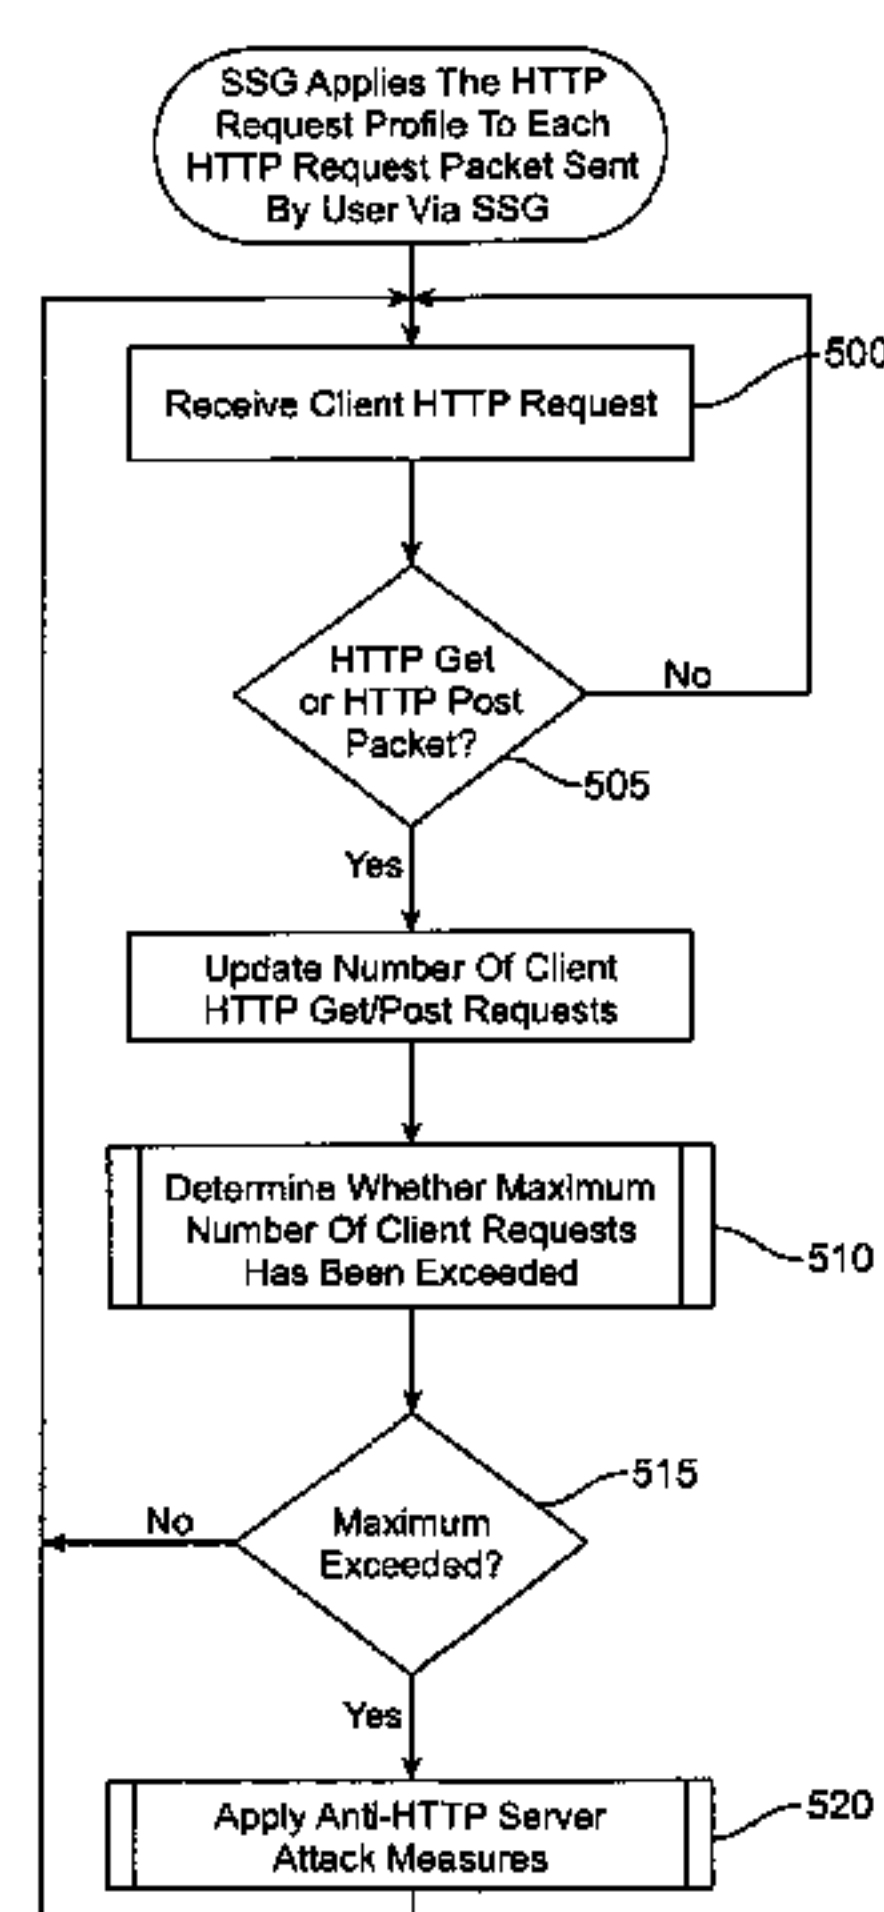 SSG Applies The HTTP
Request Profile To Each
HTTP Request Packet Sent
By User Via SSG
500
Receive Client HTTP Request
HTTP Get
or HTTP Post
Packet?
No
505
Yes
Update Number Of Client
HTTP Get/Post Requests
Determine Whether Maximum
Number Of Client Requests
Has Been Exceeded
510
515
No
Maximum
Exceeded?
Yes
520
Apply Anti-HTTP Server
Attack Measures